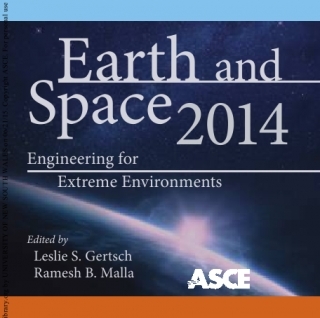 Earth and
Space 2014
Engineering for
Extreme Environments
Edited by
Leslie S. Gertsch
Ramesh B. Malla
ASCE